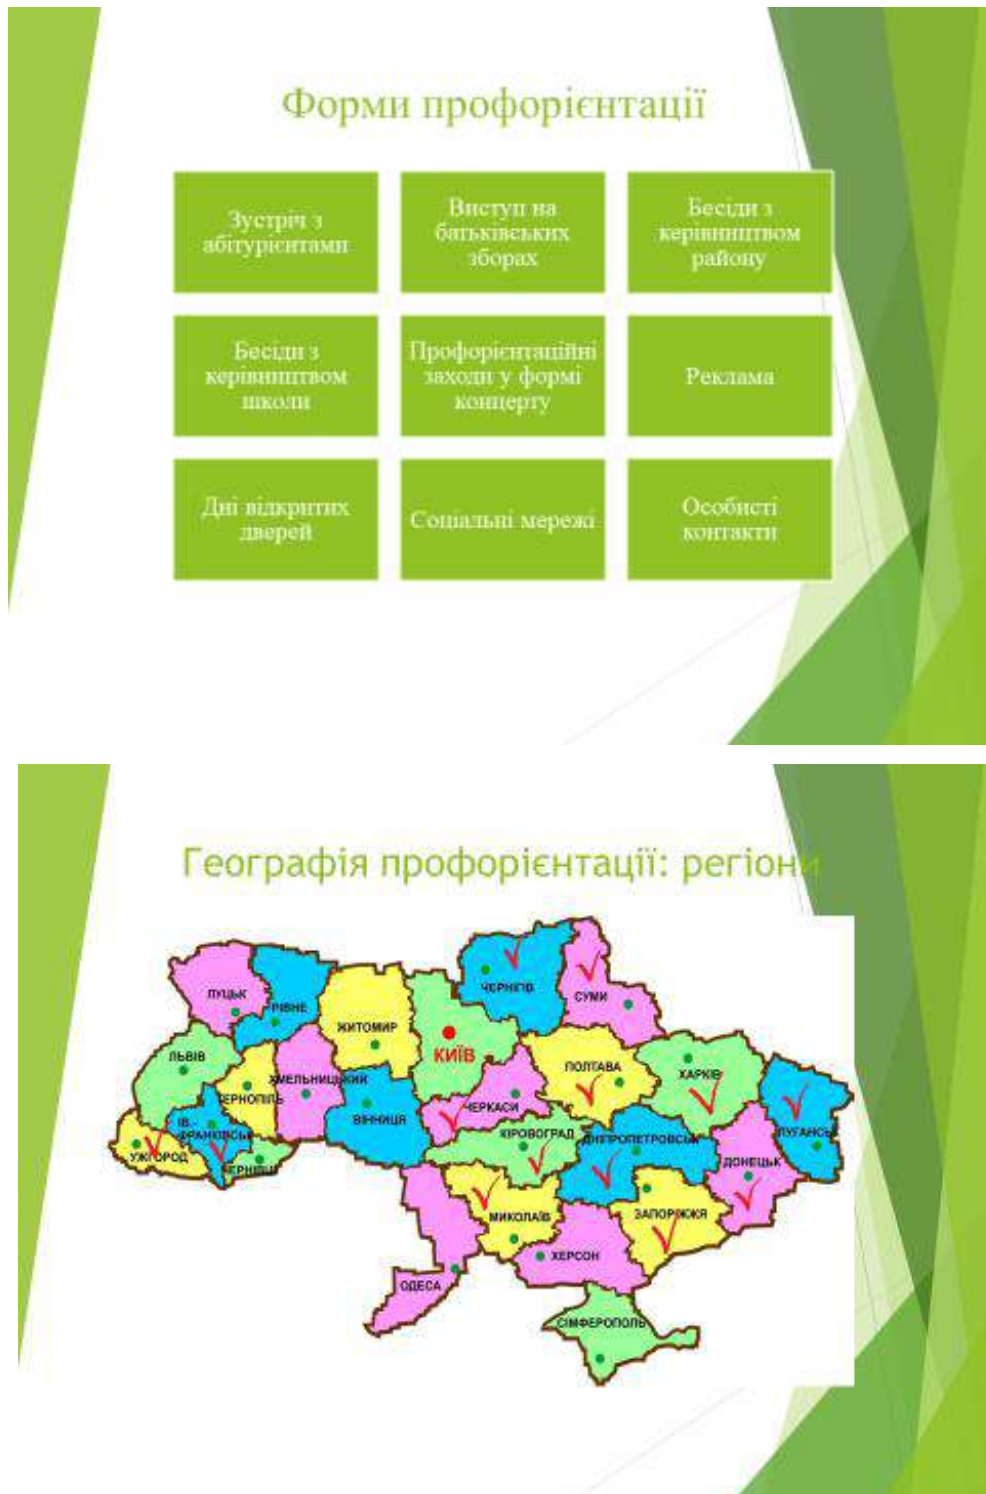 Форми профорієнтації
Зустріч з
абітурієнтами
Виступ на
батьківських
зборах
Бесіди з
керівництвом
району
Бесіди з
керівництвом
школи
Профорієнтаційні
заходи у формі
концерту
Реклама
Дні відкритих
дверей
Соціальні мережі
Особисті
контакти
Географія профорієнтації: регіони
ЛУЦЬК
РІВНЕ
ЖИТОМИР
КИЇВ
ЧЕРНІГІВ
СУМИ
ЛЬВІВ
ТЕРНОПІЛЬ
ХМЕЛЬНИЦЬКИЙ
ВІННИЦЯ
ЧЕРКАСИ
ПОЛТАВА
ХАРКІВ
ЛУГАНСЬК
ІВ.-
ФРАНКІВСЬК
УЖГОРОД
ЧЕРНІВЦІ
КІРОВОГРАД
ДНІПРОПЕТРОВСЬК
ДОНЕЦЬК
МИКОЛАЇВ
ЗАПОРІЖЖЯ
ХЕРСОН
ОДЕСА
СІМФЕРОПОЛЬ